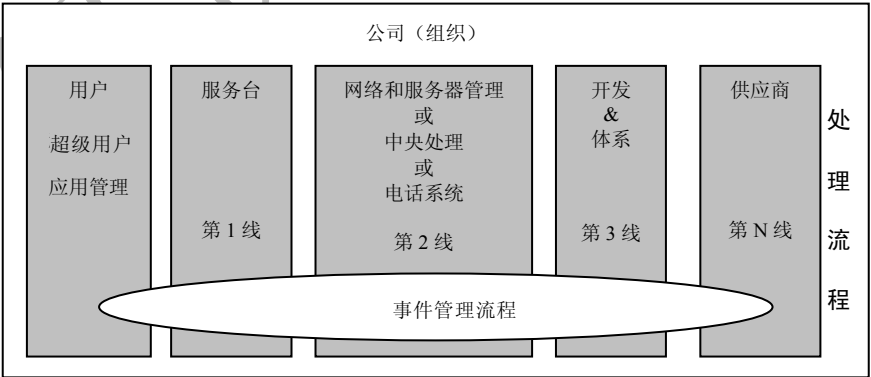 公司（组织）
用户
超级用户
应用管理
服务台
第 1 线
网络和服务器管理
或
中央处理
或
电话系统
第 2 线
开发
&
体系
第 3 线
供应商
第 N 线
处
理
流
程
事件管理流程